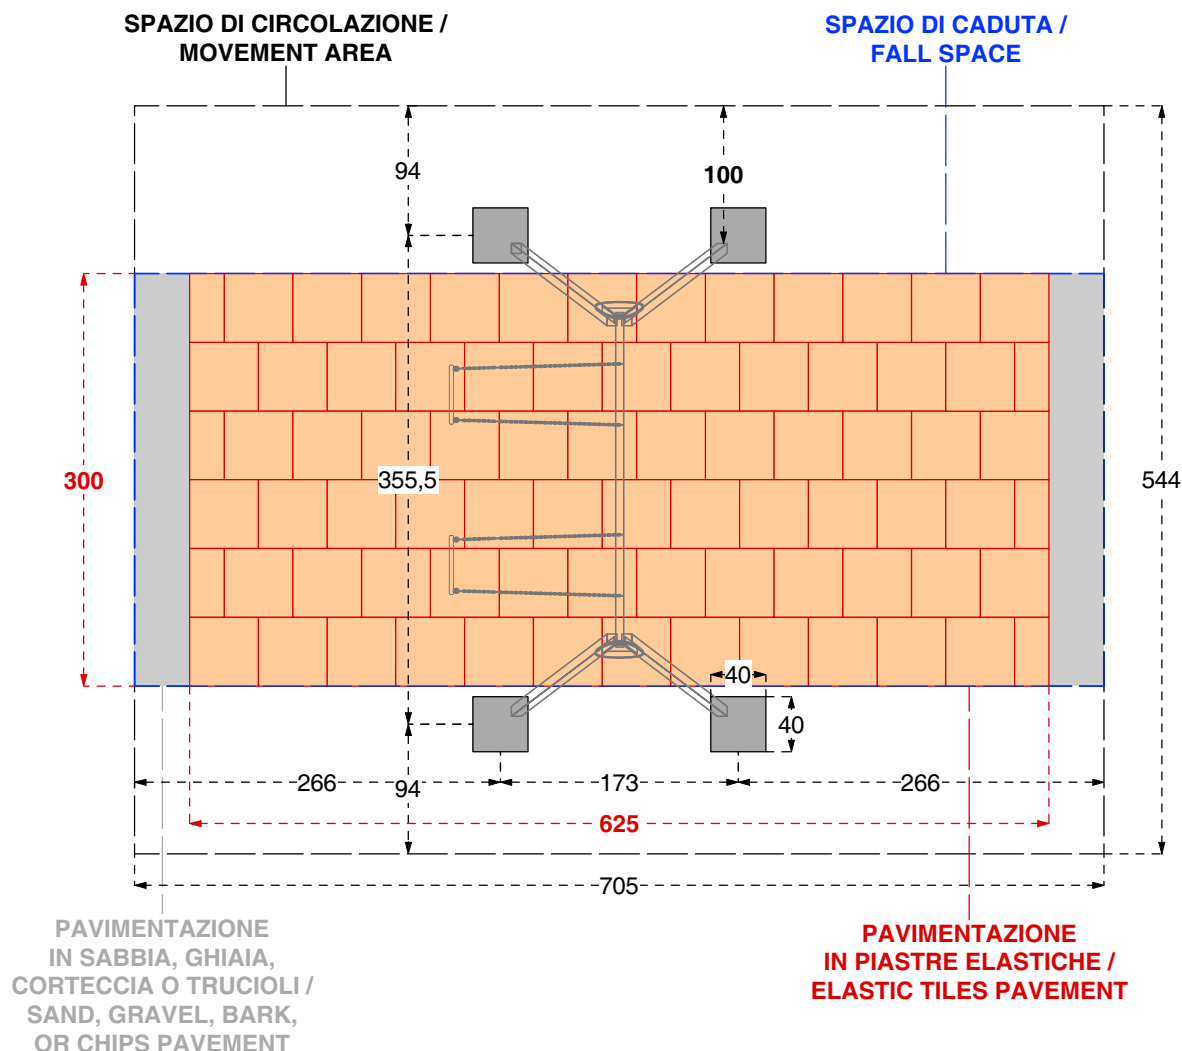 SPAZIO DI CIRCOLAZIONE /
MOVEMENT AREA
SPAZIO DI CADUTA /
FALL SPACE
94
100
300
355,5
544
40
40
266
173
266
94
625
705
PAVIMENTAZIONE
IN SABBIA, GHIAIA,
CORTECCIA O TRUCIOLI /
SAND, GRAVEL, BARK,
OR CHIPS PAVEMENT
PAVIMENTAZIONE
IN PIASTRE ELASTICHE /
ELASTIC TILES PAVEMENT